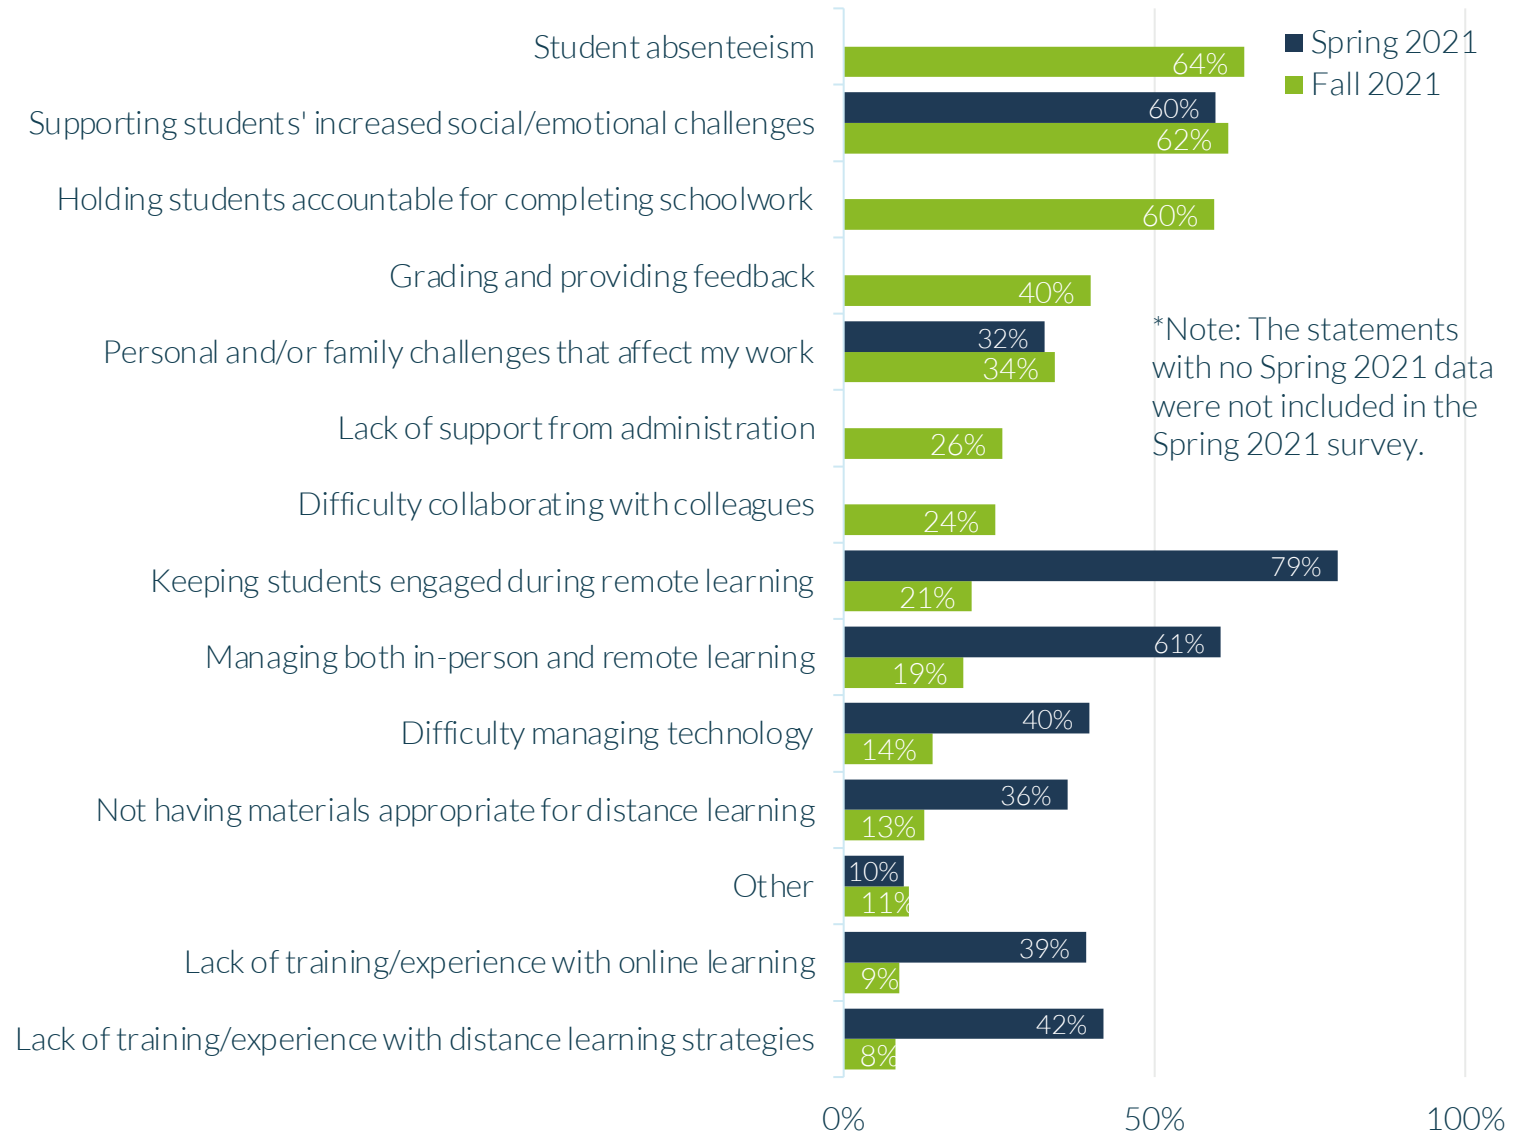 Student absenteeism
64%
Spring 2021
Fall 2021
Supporting students' increased social/emotional challenges
60%
62%
Holding students accountable for completing schoolwork
60%
Grading and providing feedback
40%
Personal and/or family challenges that affect my work
32%
34%
*Note: The statements
with no Spring 2021 data
were not included in the
Spring 2021 survey.
Lack of support from administration
26%
Difficulty collaborating with colleagues
24%
Keeping students engaged during remote learning
79%
21%
Managing both in-person and remote learning
61%
19%
Difficulty managing technology
40%
14%
Not having materials appropriate for distance learning
36%
13%
Other
10%
11%
Lack of training/experience with online learning
39%
9%
Lack of training/experience with distance learning strategies
42%
8%
0% 50% 100%